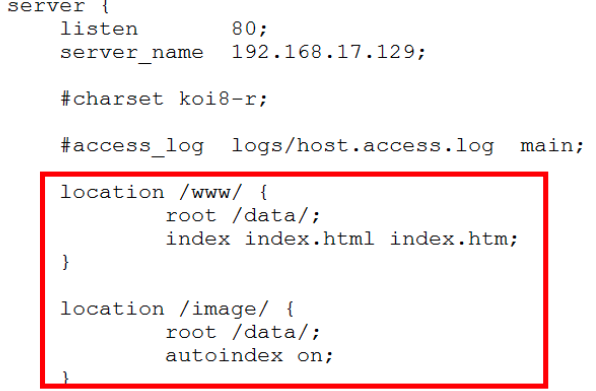 server {
    listen       80;
    server_name  192.168.17.129;

    #charset koi8-r;

    #access_log  logs/host.access.log  main;

    location /www/ {
            root /data/;
            index index.html index.htm;
    }

    location /image/ {
            root /data/;
            autoindex on;
    }